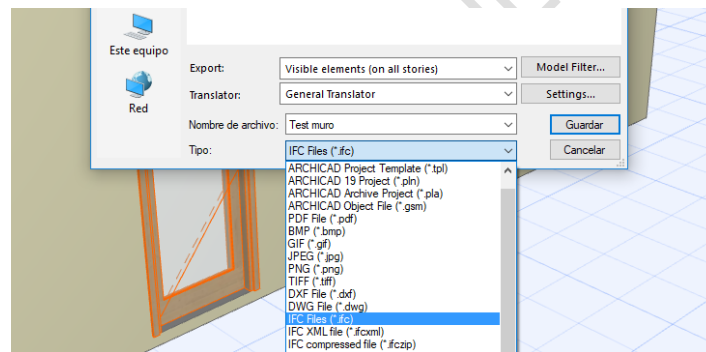 Este equipo
Red
Export: Visible elements (on all stories) Model Filter...
Translator: General Translator Settings...
Nombre de archivo: Test muro Guardar
Tipo: IFC Files (*.ifc) Cancelar
ARCHICAD Project Template (*.tpl)
ARCHICAD 19 Project (*.pln)
ARCHICAD Archive Project (*.pla)
ARCHICAD Object File (*.gsm)
PDF File (*.pdf)
BMP (*.bmp)
GIF (*.gif)
JPEG (*.jpg)
PNG (*.png)
TIFF (*.tiff)
DXF File (*.dxf)
DWG File (*.dwg)
IFC Files (*.ifc)
IFC XML file (*.ifcxml)
IFC compressed file (*.ifczip)